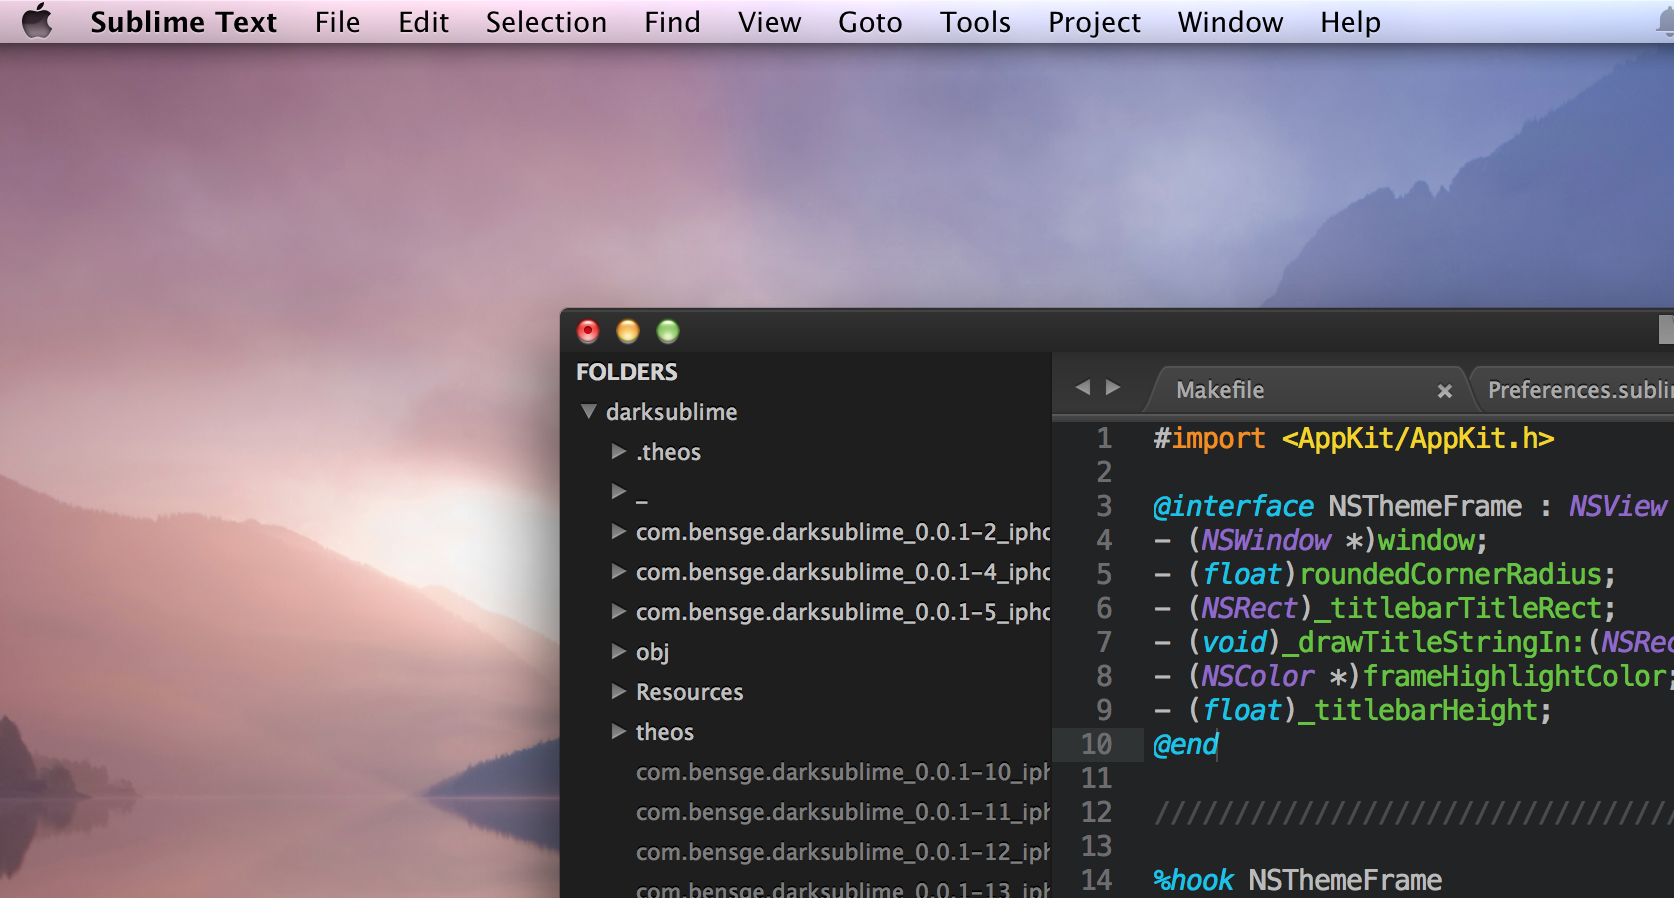 Sublime Text File Edit Selection Find View Goto Tools Project Window Help
FOLDERS
darksublime
.theos
_
com.bensge.darksublime_0.0.1-2_ipho
com.bensge.darksublime_0.0.1-4_ipho
com.bensge.darksublime_0.0.1-5_ipho
obj
Resources
theos
com.bensge.darksublime_0.0.1-10_iph
com.bensge.darksublime_0.0.1-11_iph
com.bensge.darksublime_0.0.1-12_iph
com.bensge.darksublime_0.0.1-13_iph
Makefile × Preferences.sublim
1 #import <AppKit/AppKit.h>
2
3 @interface NSThemeFrame : NSView
4 - (NSWindow *)window;
5 - (float)roundedCornerRadius;
6 - (NSRect)_titlebarTitleRect;
7 - (void)_drawTitleStringIn:(NSRec
8 - (NSColor *)frameHighlightColor;
9 - (float)_titlebarHeight;
10 @end
11
12 /////////////////////////////////
13
14 %hook NSThemeFrame